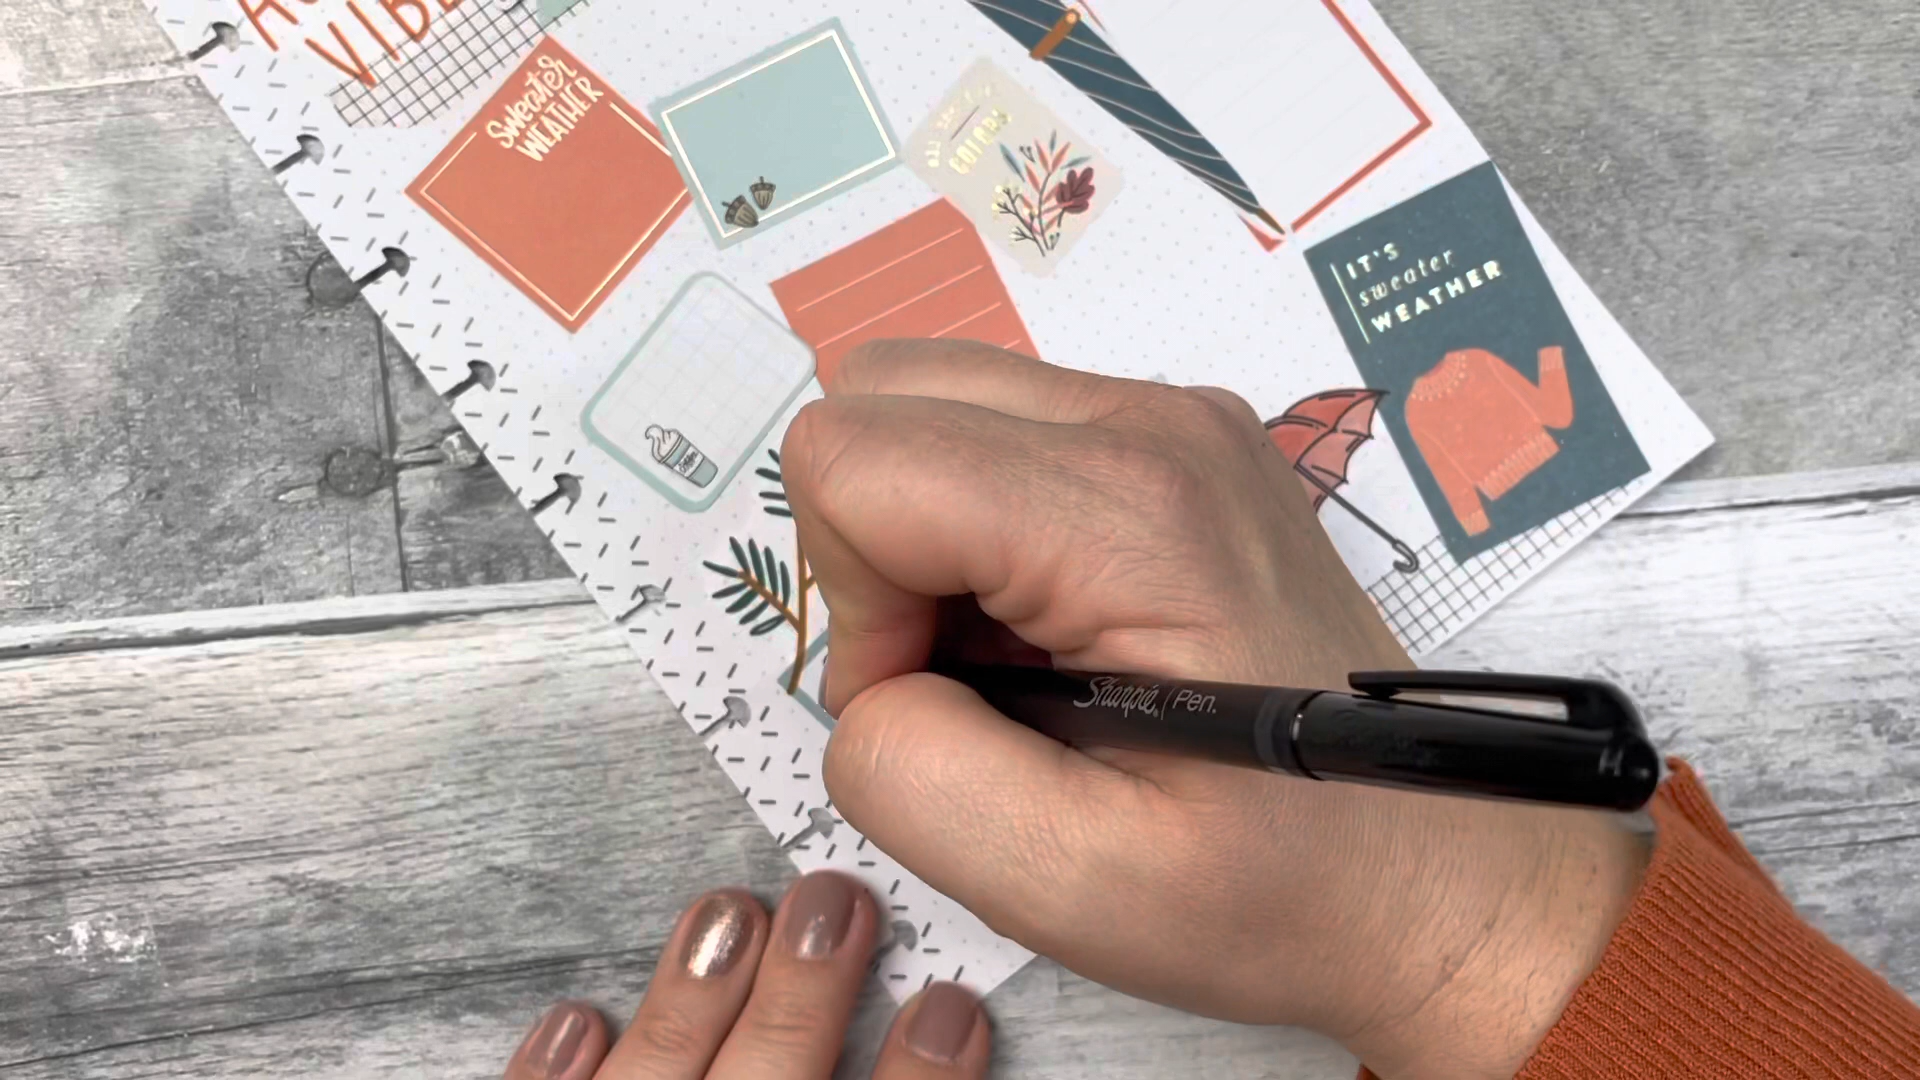 VIBE
Sweater
WEATHER
IT'S
sweater
WEATHER
Sharpie. Pen.